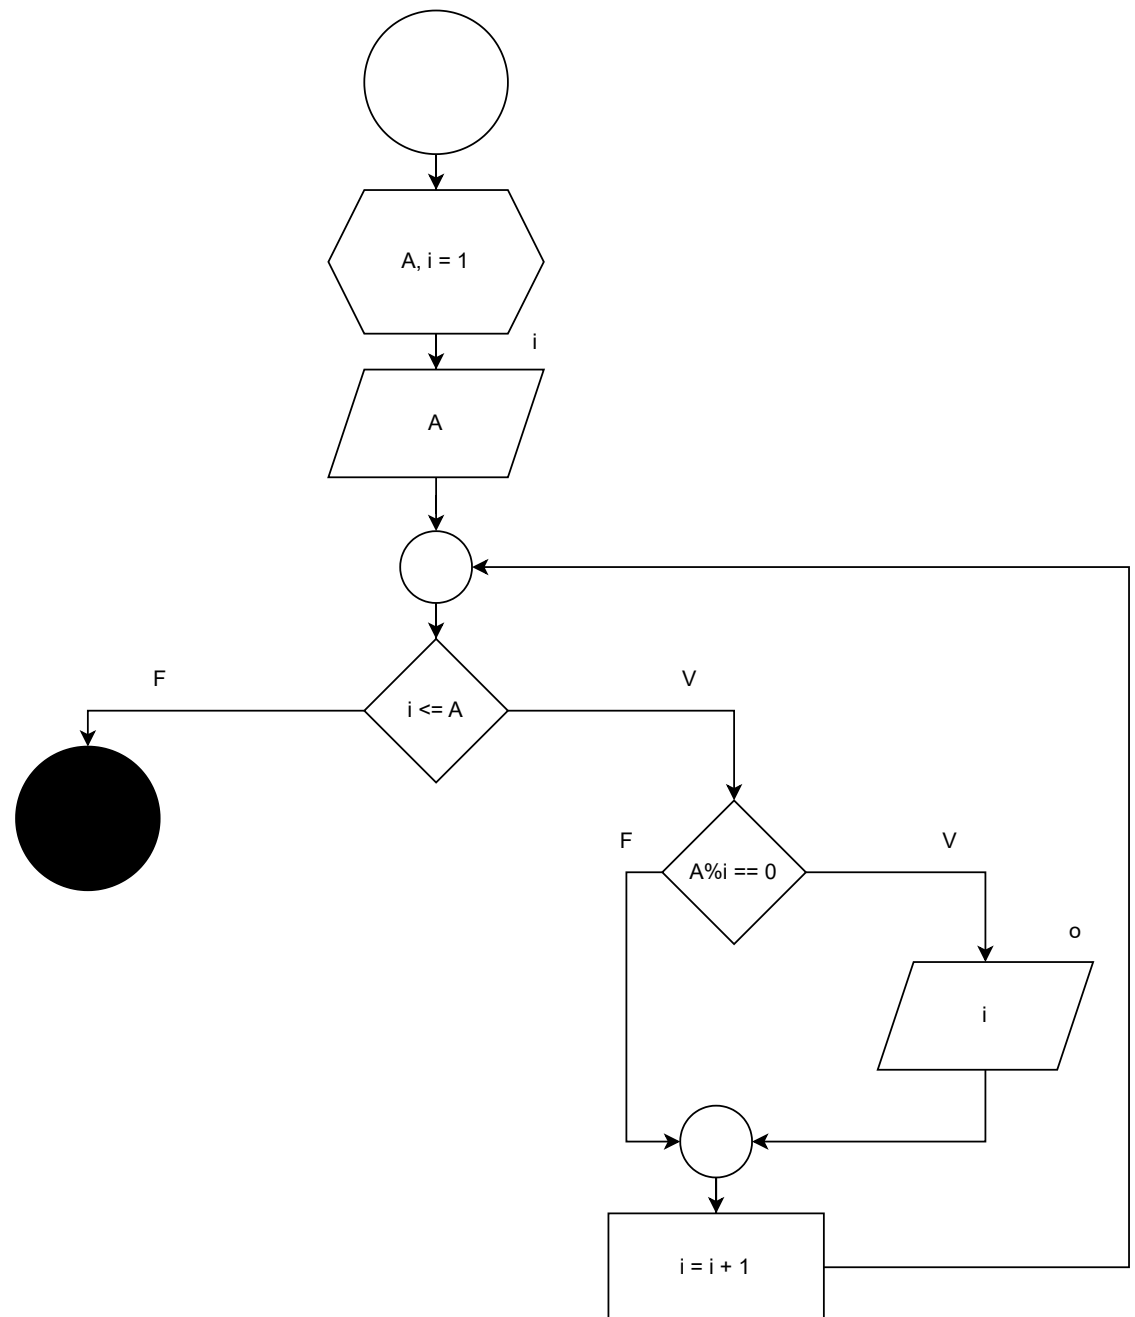 A, i = 1
i
A
F
V
i <= A
F
V
A%i == 0
o
i
i = i + 1